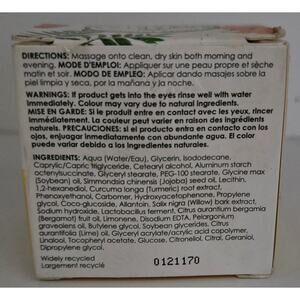 DIRECTIONS: Massage onto clean, dry skin both morning and
evening. MODE D'EMPLOI: Appliquer sur une peau propre et sèche
matin et soir. MODO DE EMPLEO: Aplicar dando masajes sobre la
piel limpia y seca, por la mañana y la noche.
WARNINGS: If product gets into the eyes rinse well with water
immediately. Colour may vary due to natural ingredients.
MISE EN GARDE: Si le produit entre en contact avec les yeux, rincer
immédiatement. La couleur peut varier en raison des ingrédients
naturels. PRECAUCIONES: si el producto entra en contacto con los
ojos, enjuagar inmediatamente con abundante agua. El color
puede variar debido a los ingredientes naturales.
INGREDIENTS: Aqua (Water/Eau), Glycerin, Isododecane,
Caprylic/Capric triglyceride, Cetearyl alcohol, Aluminum starch
octenylsuccinate, Glyceryl stearate, PEG-100 stearate, Glycine max
(Soybean) oil, Simmondsia chinensis (Jojoba) seed oil, Lecithin,
1,2-hexanediol, Curcuma longa (Turmeric) root extract,
Phenoxyethanol, Carbomer, Hydroxyacetophenone, Propylene
glycol, Coco-glucoside, Allantoin, Salix nigra (Willow) bark extract,
Sodium hydroxide, Lactobacillus ferment, Citrus aurantium bergamia
(Bergamot) fruit oil, Limonene, Disodium EDTA, Pelargonium
graveolens oil, Butylene glycol, Soybean glycerides, Citrus
aurantifolia (Lime) oil, Glyceryl acrylate/acrylic acid copolymer,
Linalool, Tocopheryl acetate, Glucose, Citronellol, Citral, Geraniol,
Dipropylene glycol.
Widely recycled
Largement recyclé
0121170